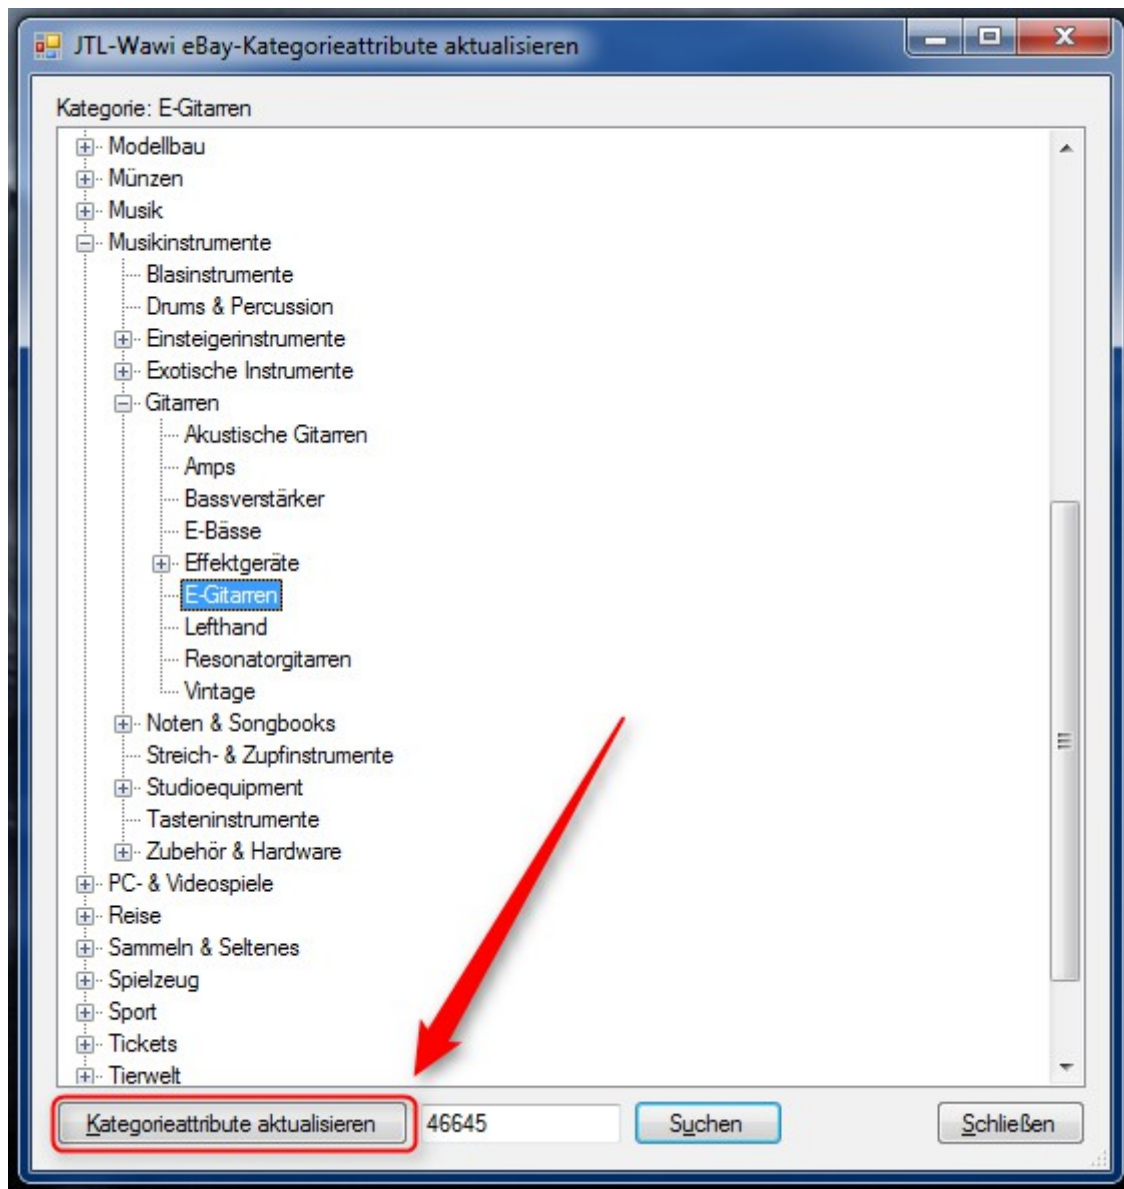 JTL-Wawi eBay-Kategorieattribute aktualisieren
Kategorie: E-Gitarren
Modellbau
Münzen
Musik
Musikinstrumente
Blasinstrumente
Drums & Percussion
Einsteigerinstrumente
Exotische Instrumente
Gitarren
Akustische Gitarren
Amps
Bassverstärker
E-Bässe
Effektgeräte
E-Gitarren
Lefthand
Resonatorgitarren
Vintage
Noten & Songbooks
Streich- & Zupfinstrumente
Studioequipment
Tasteninstrumente
Zubehör & Hardware
PC- & Videospiele
Reise
Sammeln & Seltenes
Spielzeug
Sport
Tickets
Tierwelt
Kategorieattribute aktualisieren 46645 Suchen Schließen